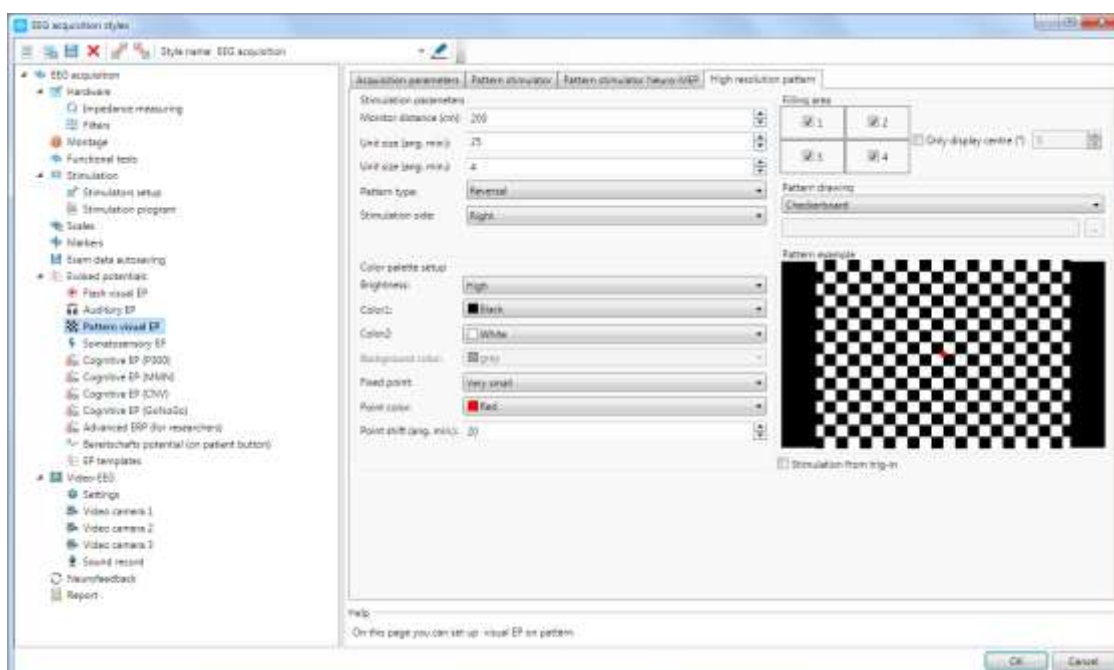 EEG acquisition styles
Style name: EEG acquisition
EEG acquisition
Hardware
Impedance measuring
Filters
Montage
Functional tests
Stimulation
Stimulators setup
Stimulation program
Scales
Markers
Exam data autosaving
Evoked potentials
Flash visual EP
Auditory EP
Pattern visual EP
Somatosensory EP
Cognitive EP (P300)
Cognitive EP (MMN)
Cognitive EP (CNV)
Cognitive EP (GoNoGo)
Advanced ERP (for researchers)
Bereitschafts potential (on patient button)
EP templates
Video-EEG
Settings
Video camera 1
Video camera 2
Video camera 3
Sound record
Neurofeedback
Report
Acquisition parameters Pattern stimulator Pattern stimulator Neuro-MEP High resolution pattern
Stimulation parameters
Monitor distance (cm): 200
Unit size (ang. min.): 25
Unit size (ang. min.): 4
Pattern type: Reversal
Stimulation side: Right
Color palette setup
Brightness: High
Color1: Black
Color2: White
Background color: grey
Fixed point: Very small
Point color: Red
Point shift (ang. min.): 20
Filling area
1 2
3 4
Only display centre (°)
Pattern drawing
Checkerboard
...
Pattern example
Stimulation from trig-in
Help
On this page you can set up visual EP on pattern
OK Cancel